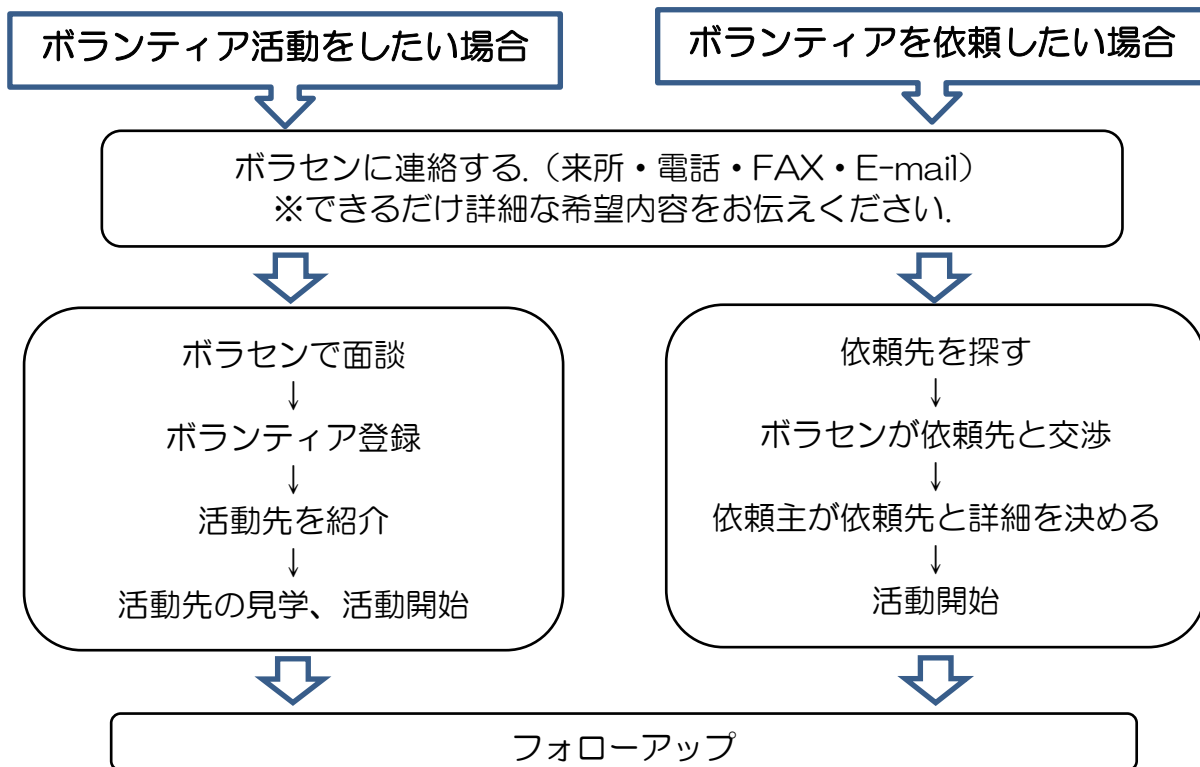 ボランティア活動をしたい場合
ボランティアを依頼したい場合
ボラセンに連絡する.（来所・電話・FAX・E-mail）
※できるだけ詳細な希望内容をお伝えください.
ボラセンで面談
↓
ボランティア登録
↓
活動先を紹介
↓
活動先の見学、活動開始
依頼先を探す
↓
ボラセンが依頼先と交渉
↓
依頼主が依頼先と詳細を決める
↓
活動開始
フォローアップ